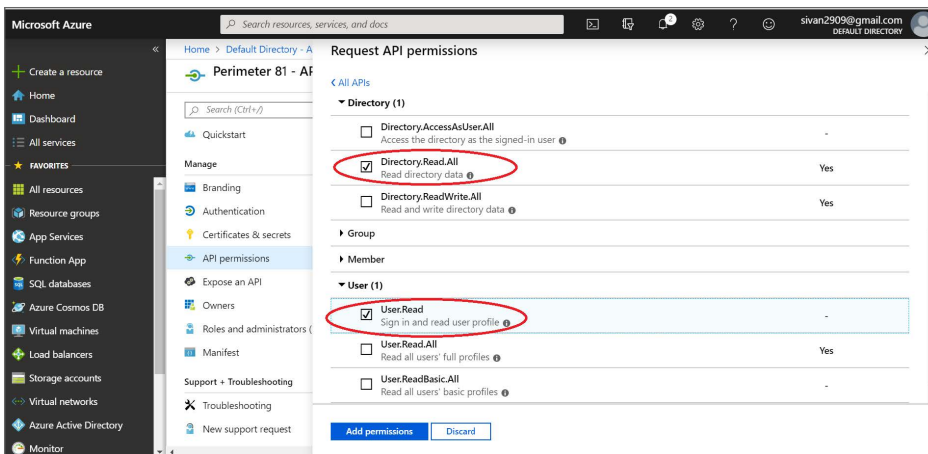 Microsoft Azure
Search resources, services, and docs
2
?
sivan2909@gmail.com
DEFAULT DIRECTORY
«
Create a resource
Home
Dashboard
All services
FAVORITES
All resources
Resource groups
App Services
Function App
SQL databases
Azure Cosmos DB
Virtual machines
Load balancers
Storage accounts
Virtual networks
Azure Active Directory
Monitor
Home > Default Directory - A
Perimeter 81 - AP
Search (Ctrl+/)
Quickstart
Manage
Branding
Authentication
Certificates & secrets
API permissions
Expose an API
Owners
Roles and administrators (
Manifest
Support + Troubleshooting
Troubleshooting
New support request
Request API permissions
All APIs
Directory (1)
Directory.AccessAsUser.All
Access the directory as the signed-in user
-
Directory.Read.All
Read directory data
Yes
Directory.ReadWrite.All
Read and write directory data
Yes
Group
Member
User (1)
User.Read
Sign in and read user profile
-
User.Read.All
Read all users' full profiles
Yes
User.ReadBasic.All
Read all users' basic profiles
-
Add permissions
Discard